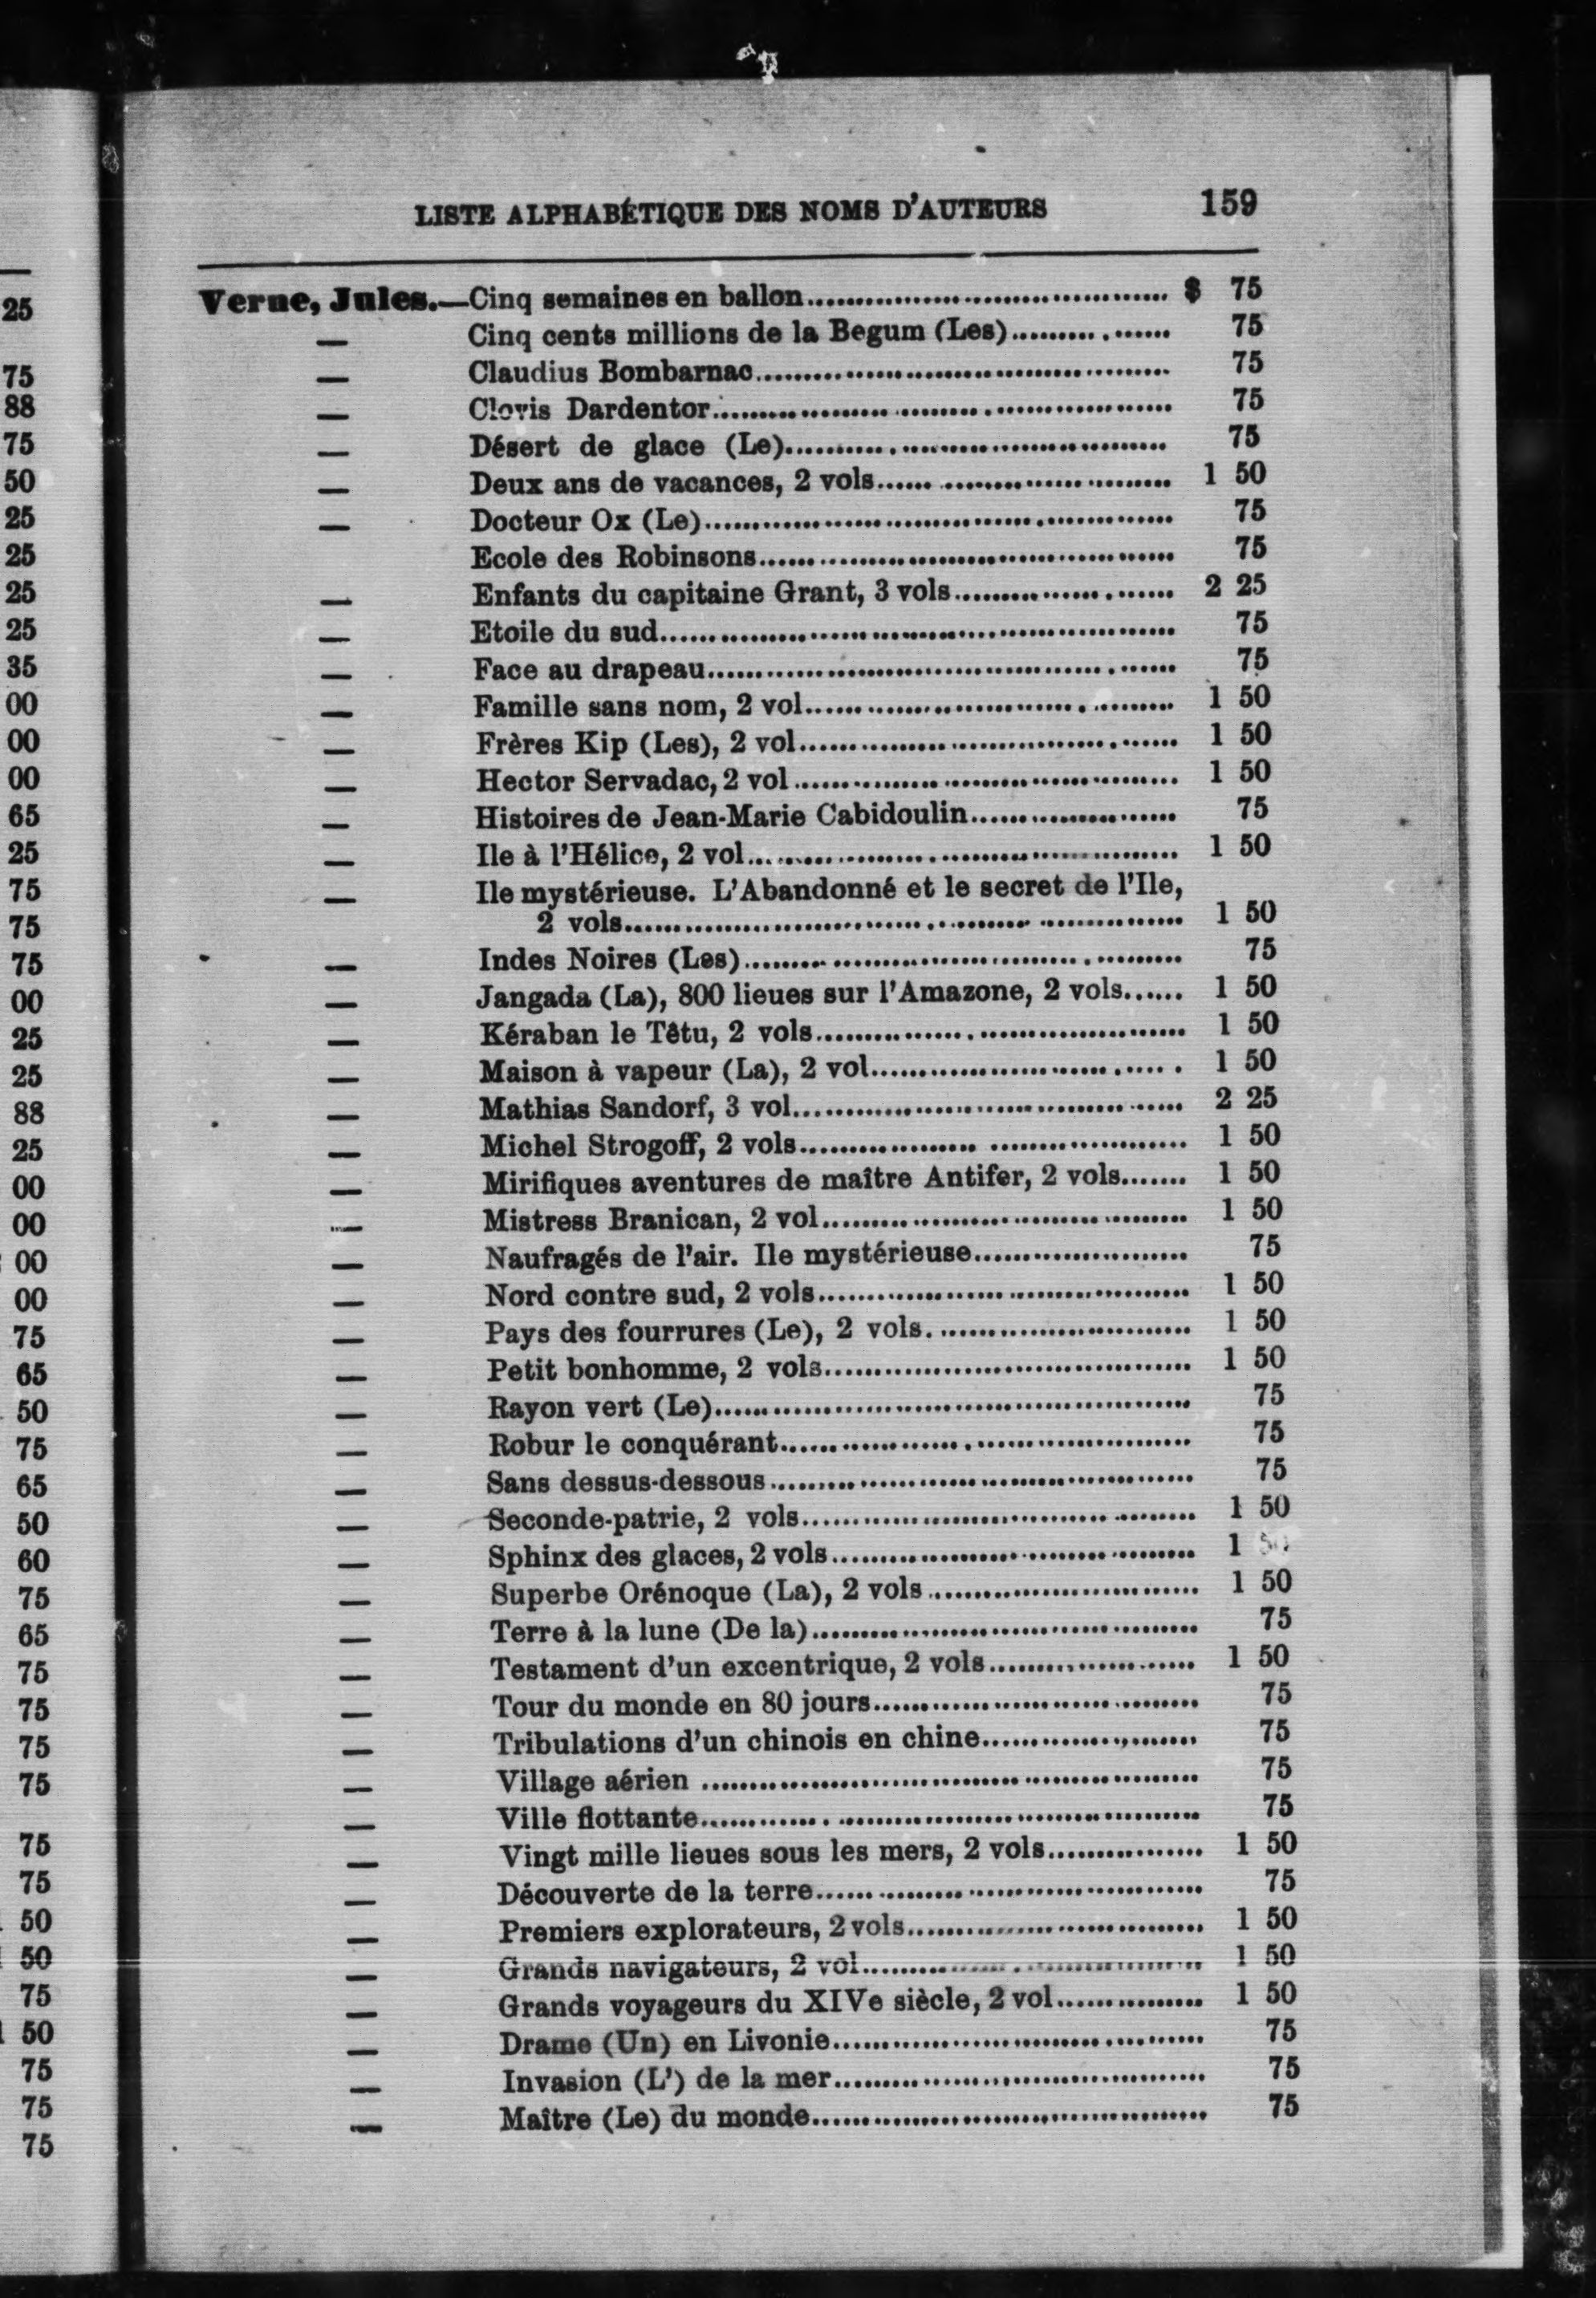 LISTE ALPHABÉTIQUE DES NOMS D'AUTEURS 159
Verne, Jules.—Cinq semaines en ballon.................... $ 75
— Cinq cents millions de la Begum (Les).................... 75
— Claudius Bombarnac.................... 75
— Clovis Dardentor.................... 75
— Désert de glace (Le).................... 75
— Deux ans de vacances, 2 vols.................... 1 50
— Docteur Ox (Le).................... 75
Ecole des Robinsons.................... 75
— Enfants du capitaine Grant, 3 vols.................... 2 25
— Etoile du sud.................... 75
— Face au drapeau.................... 75
— Famille sans nom, 2 vol.................... 1 50
— Frères Kip (Les), 2 vol.................... 1 50
— Hector Servadac, 2 vol.................... 1 50
— Histoires de Jean-Marie Cabidoulin.................... 75
— Ile à l'Hélice, 2 vol.................... 1 50
— Ile mystérieuse. L'Abandonné et le secret de l'Ile,
2 vols.................... 1 50
— Indes Noires (Les).................... 75
— Jangada (La), 800 lieues sur l'Amazone, 2 vols...... 1 50
— Kéraban le Têtu, 2 vols.................... 1 50
— Maison à vapeur (La), 2 vol.................... 1 50
— Mathias Sandorf, 3 vol.................... 2 25
— Michel Strogoff, 2 vols.................... 1 50
— Mirifiques aventures de maître Antifer, 2 vols....... 1 50
— Mistress Branican, 2 vol.................... 1 50
— Naufragés de l'air. Ile mystérieuse.................... 75
— Nord contre sud, 2 vols.................... 1 50
— Pays des fourrures (Le), 2 vols.................... 1 50
— Petit bonhomme, 2 vols.................... 1 50
— Rayon vert (Le).................... 75
— Robur le conquérant.................... 75
— Sans dessus-dessous.................... 75
— Seconde-patrie, 2 vols.................... 1 50
— Sphinx des glaces, 2 vols.................... 1 50
— Superbe Orénoque (La), 2 vols.................... 1 50
— Terre à la lune (De la).................... 75
— Testament d'un excentrique, 2 vols.................... 1 50
— Tour du monde en 80 jours.................... 75
— Tribulations d'un chinois en chine.................... 75
— Village aérien.................... 75
— Ville flottante.................... 75
— Vingt mille lieues sous les mers, 2 vols................ 1 50
— Découverte de la terre.................... 75
— Premiers explorateurs, 2 vols.................... 1 50
— Grands navigateurs, 2 vol.................... 1 50
— Grands voyageurs du XIVe siècle, 2 vol............... 1 50
— Drame (Un) en Livonie.................... 75
— Invasion (L') de la mer.................... 75
— Maître (Le) du monde.................... 75